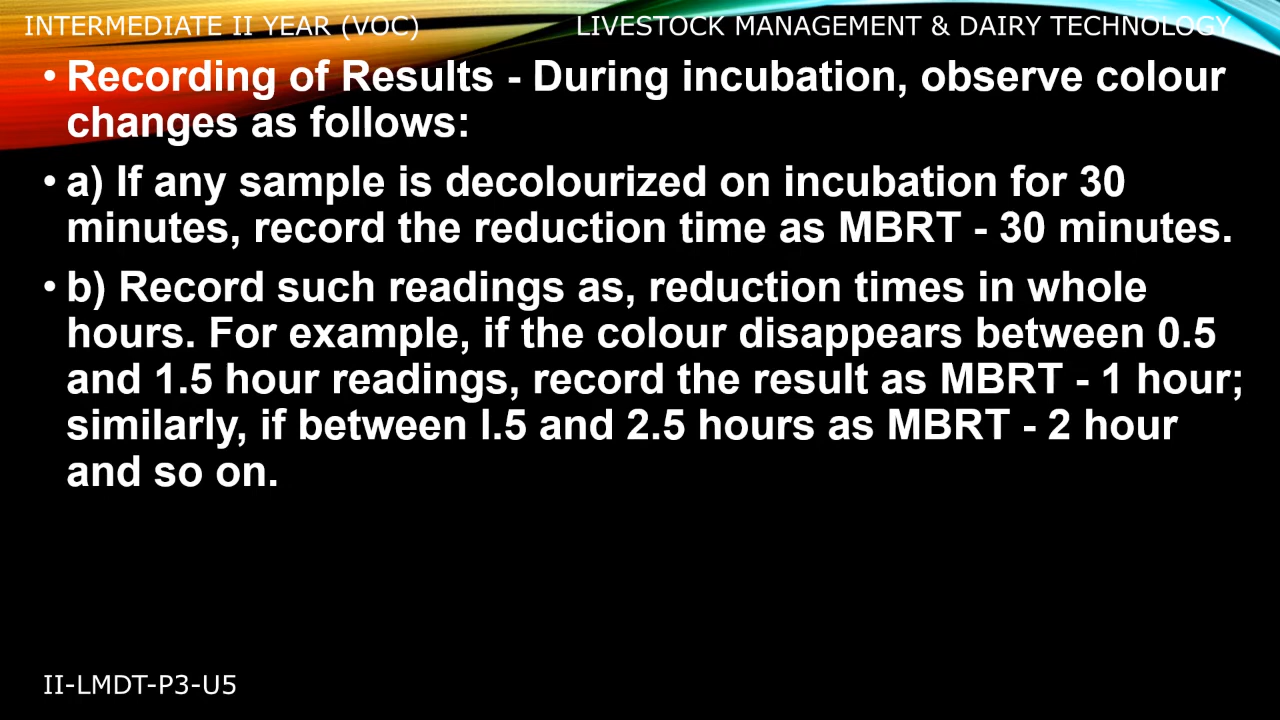 INTERMEDIATE II YEAR (VOC) LIVESTOCK MANAGEMENT & DAIRY TECHNOLOGY
• Recording of Results - During incubation, observe colour
changes as follows:
• a) If any sample is decolourized on incubation for 30
minutes, record the reduction time as MBRT - 30 minutes.
• b) Record such readings as, reduction times in whole
hours. For example, if the colour disappears between 0.5
and 1.5 hour readings, record the result as MBRT - 1 hour;
similarly, if between l.5 and 2.5 hours as MBRT - 2 hour
and so on.
II-LMDT-P3-U5